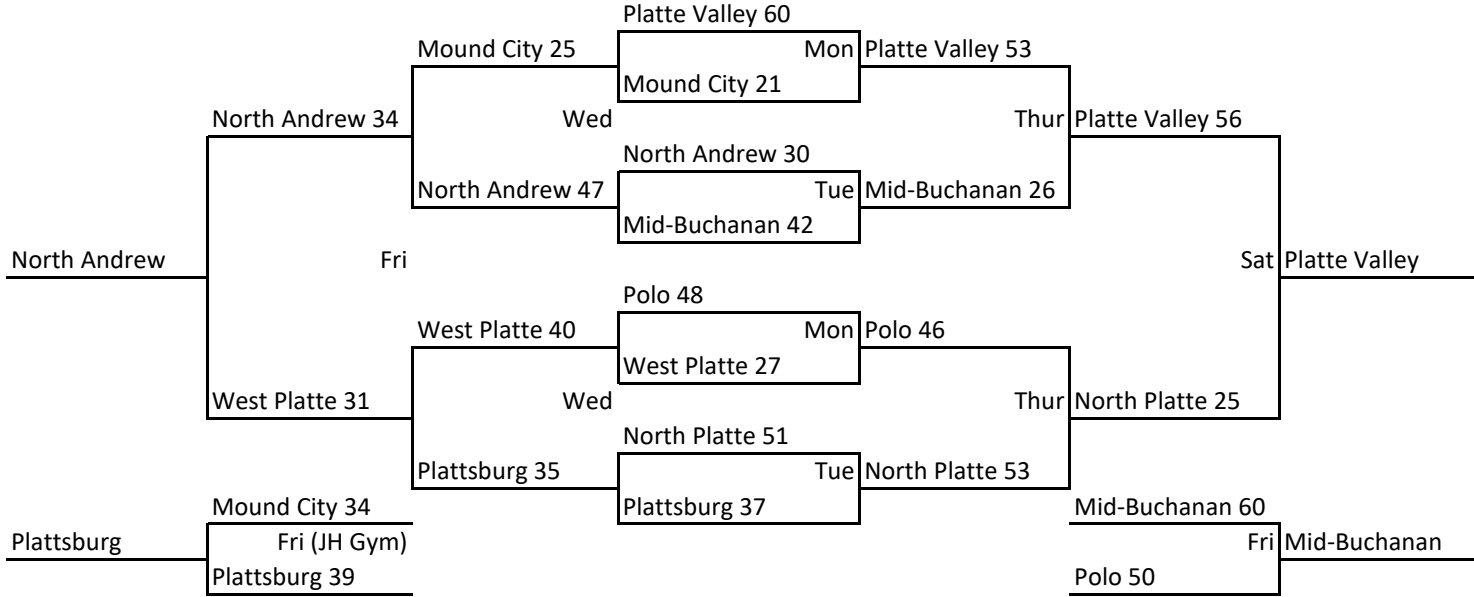 Platte Valley 60
Mound City 25 Mon Platte Valley 53
Mound City 21
North Andrew 34 Wed Thur Platte Valley 56
North Andrew 30
North Andrew 47 Tue Mid-Buchanan 26
Mid-Buchanan 42
North Andrew Fri Sat Platte Valley
Polo 48
West Platte 40 Mon Polo 46
West Platte 27
West Platte 31 Wed Thur North Platte 25
North Platte 51
Plattsburg 35 Tue North Platte 53
Mound City 34 Plattsburg 37 Mid-Buchanan 60
Plattsburg Fri (JH Gym) Fri Mid-Buchanan
Plattsburg 39 Polo 50